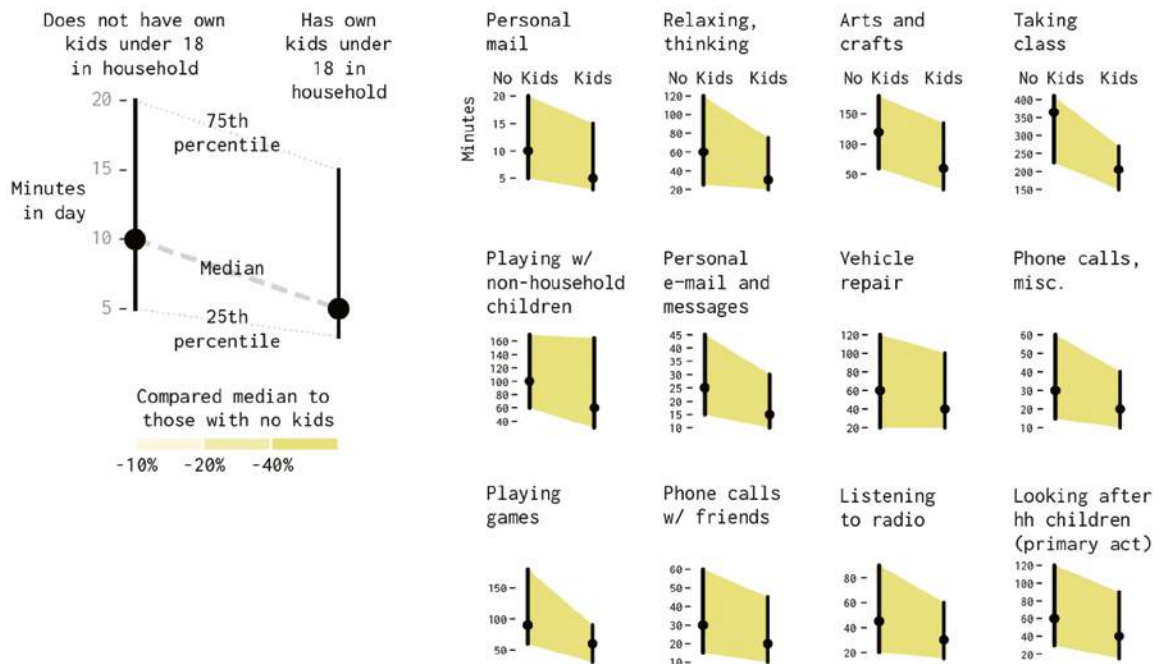 Does not have own
kids under 18
in household
Has own
kids under
18 in
household
20
15
Minutes
in day
10
5
75th
percentile
Median
25th
percentile
Compared median to
those with no kids
-10% -20% -40%
Personal
mail
No Kids Kids
Minutes
20
15
10
5
Relaxing,
thinking
No Kids Kids
120
100
80
60
40
20
Arts and
crafts
No Kids Kids
150
100
50
Taking
class
No Kids Kids
400
350
300
250
200
150
Playing w/
non-household
children
160
140
120
100
80
60
40
Personal
e-mail and
messages
45
40
35
30
25
20
15
10
Vehicle
repair
120
100
80
60
40
20
Phone calls,
misc.
60
50
40
30
20
10
Playing
games
150
100
50
Phone calls
w/ friends
60
50
40
30
20
10
Listening
to radio
80
60
40
20
Looking after
hh children
(primary act)
120
100
80
60
40
20